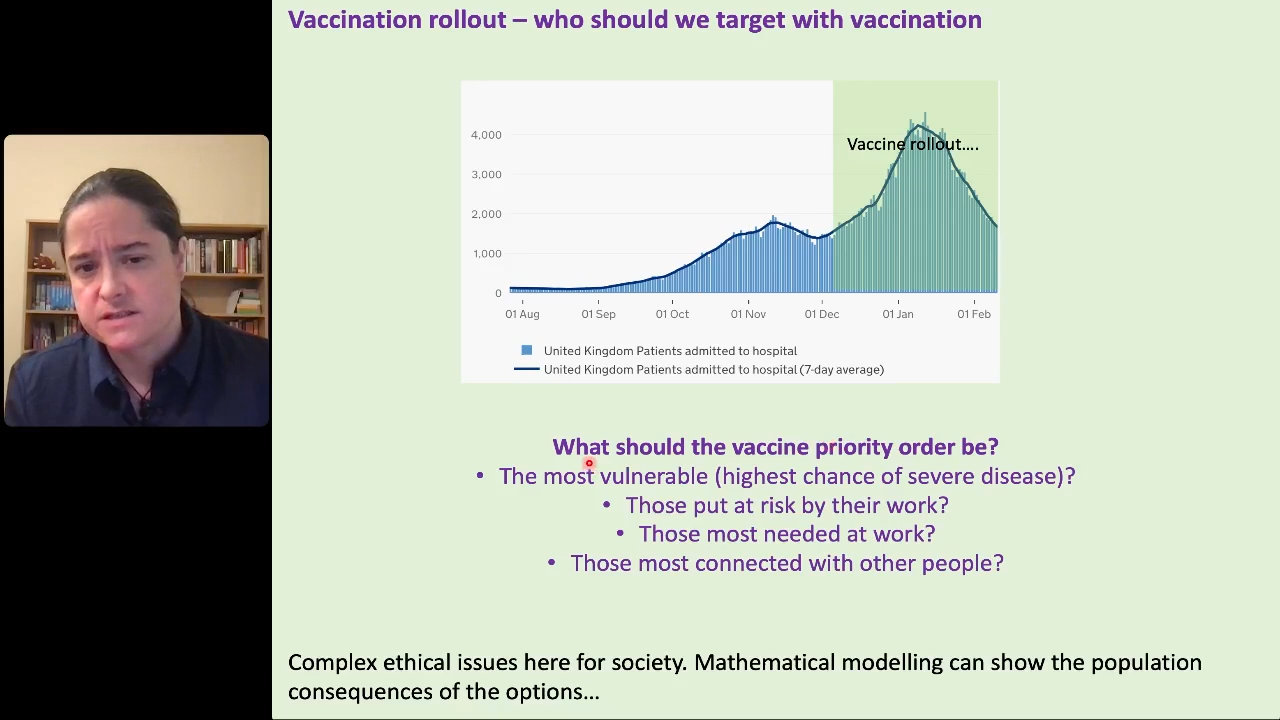 Vaccination rollout – who should we target with vaccination
4,000
Vaccine rollout....
3,000
2,000
1,000
0
01 Aug 01 Sep 01 Oct 01 Nov 01 Dec 01 Jan 01 Feb
United Kingdom Patients admitted to hospital
United Kingdom Patients admitted to hospital (7-day average)
What should the vaccine priority order be?
• The most vulnerable (highest chance of severe disease)?
• Those put at risk by their work?
• Those most needed at work?
• Those most connected with other people?
Complex ethical issues here for society. Mathematical modelling can show the population
consequences of the options...